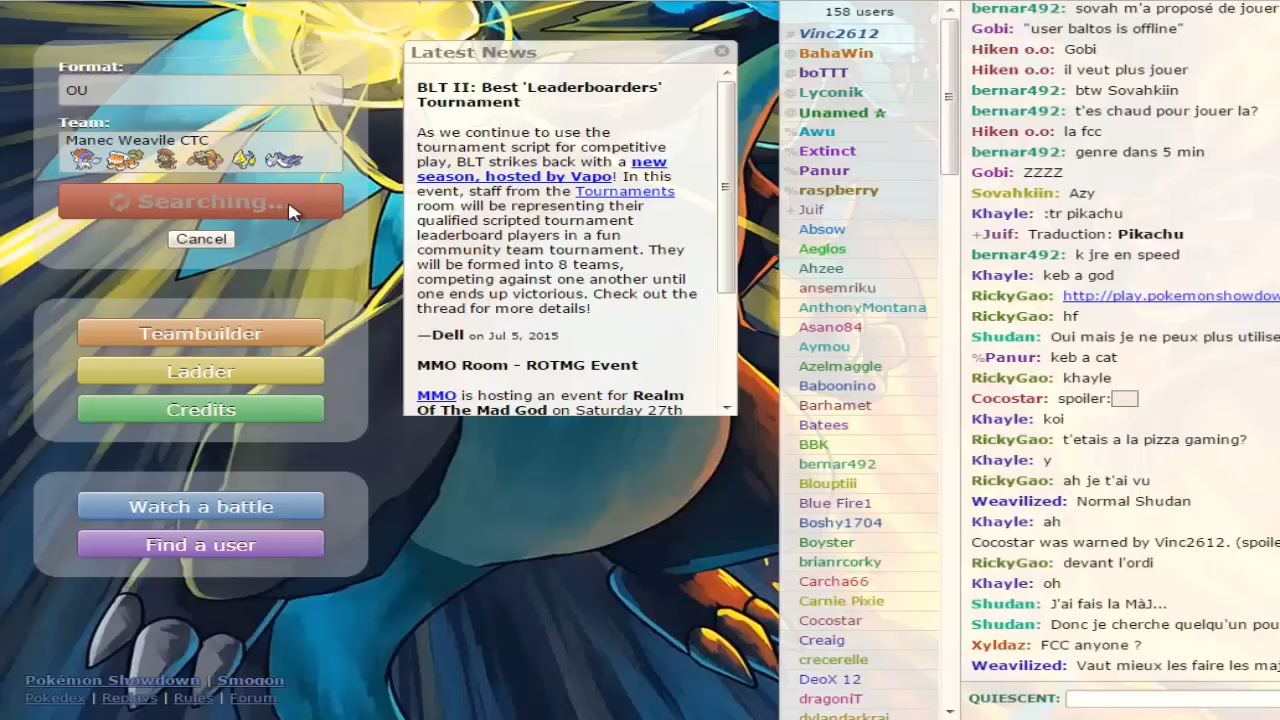 Format:
OU
Team:
Manec Weavile CTC
Searching...
Cancel
Teambuilder
Ladder
Credits
Watch a battle
Find a user
Pokémon Showdown | Smogon
Pokédex | Replays | Rules | Forum
Latest News
BLT II: Best 'Leaderboarders'
Tournament
As we continue to use the
tournament script for competitive
play, BLT strikes back with a new
season, hosted by Vapo! In this
event, staff from the Tournaments
room will be representing their
qualified scripted tournament
leaderboard players in a fun
community team tournament. They
will be formed into 8 teams,
competing against one another until
one ends up victorious. Check out the
thread for more details!
—Dell on Jul 5, 2015
MMO Room - ROTMG Event
MMO is hosting an event for Realm
Of The Mad God on Saturday 27th
158 users
# Vinc2612
@ BahaWin
@ boTTT
@ Lyconik
@ Unamed ☆
% Awu
% Extinct
% Panur
% raspberry
+ Juif
Absow
Aeglos
Ahzee
ansemriku
AnthonyMontana
Asano84
Aymou
Azelmaggle
Baboonino
Barhamet
Batees
BBK
bernar492
Blouptiii
Blue Fire1
Boshy1704
Boyster
brianrcorky
Carcha66
Carnie Pixie
Cocostar
Creaig
crecerelle
DeoX 12
dragoniT
dylandarkrai
bernar492: sovah m'a proposé de jouer
Gobi: "user baltos is offline"
Hiken o.o: Gobi
Hiken o.o: il veut plus jouer
bernar492: btw Sovahkiin
bernar492: t'es chaud pour jouer la?
Hiken o.o: la fcc
bernar492: genre dans 5 min
Gobi: ZZZZ
Sovahkiin: Azy
Khayle: :tr pikachu
+Juif: Traduction: Pikachu
bernar492: k jre en speed
Khayle: keb a god
RickyGao: http://play.pokemonshowdow
RickyGao: hf
Shudan: Oui mais je ne peux plus utilise
%Panur: keb a cat
RickyGao: khayle
Cocostar: spoiler:
Khayle: koi
RickyGao: t'etais a la pizza gaming?
Khayle: y
RickyGao: ah je t'ai vu
Weavilized: Normal Shudan
Khayle: ah
Cocostar was warned by Vinc2612. (spoile
RickyGao: devant l'ordi
Khayle: oh
Shudan: J'ai fais la MàJ...
Shudan: Donc je cherche quelqu'un pou
Xyldaz: FCC anyone ?
Weavilized: Vaut mieux les faire les maj
QUIESCENT: